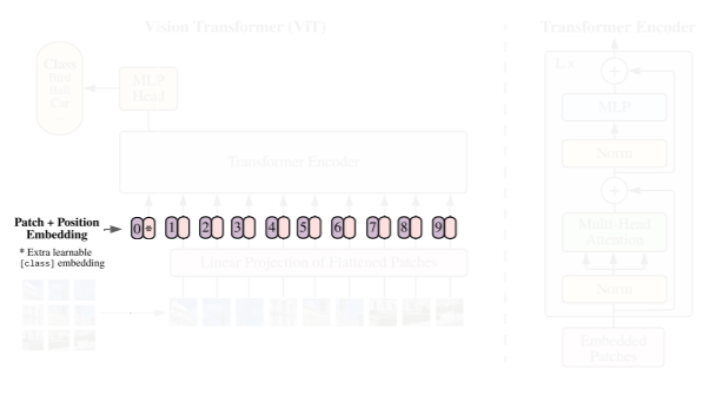 Vision Transformer (ViT)
Transformer Encoder
Class
Bird
Ball
Car
...
MLP
Head
Transformer Encoder
Patch + Position
Embedding
* Extra learnable
[class] embedding
0 * 1 2 3 4 5 6 7 8 9
Linear Projection of Flattened Patches
L x
+
MLP
Norm
+
Multi-Head
Attention
Norm
Embedded
Patches